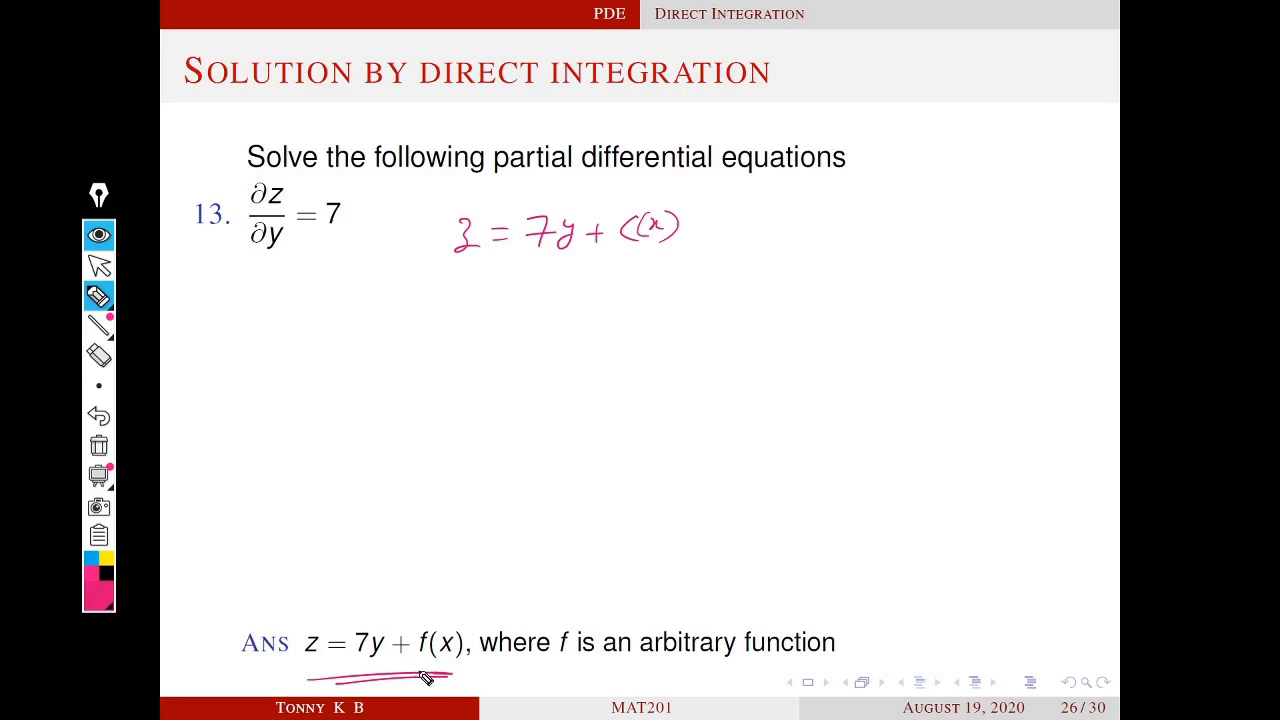 PDE DIRECT INTEGRATION
SOLUTION BY DIRECT INTEGRATION
Solve the following partial differential equations
13. ∂z/∂y = 7
z = 7y + C(x)
ANS z = 7y + f(x), where f is an arbitrary function
TONNY K B MAT201 AUGUST 19, 2020 26/30